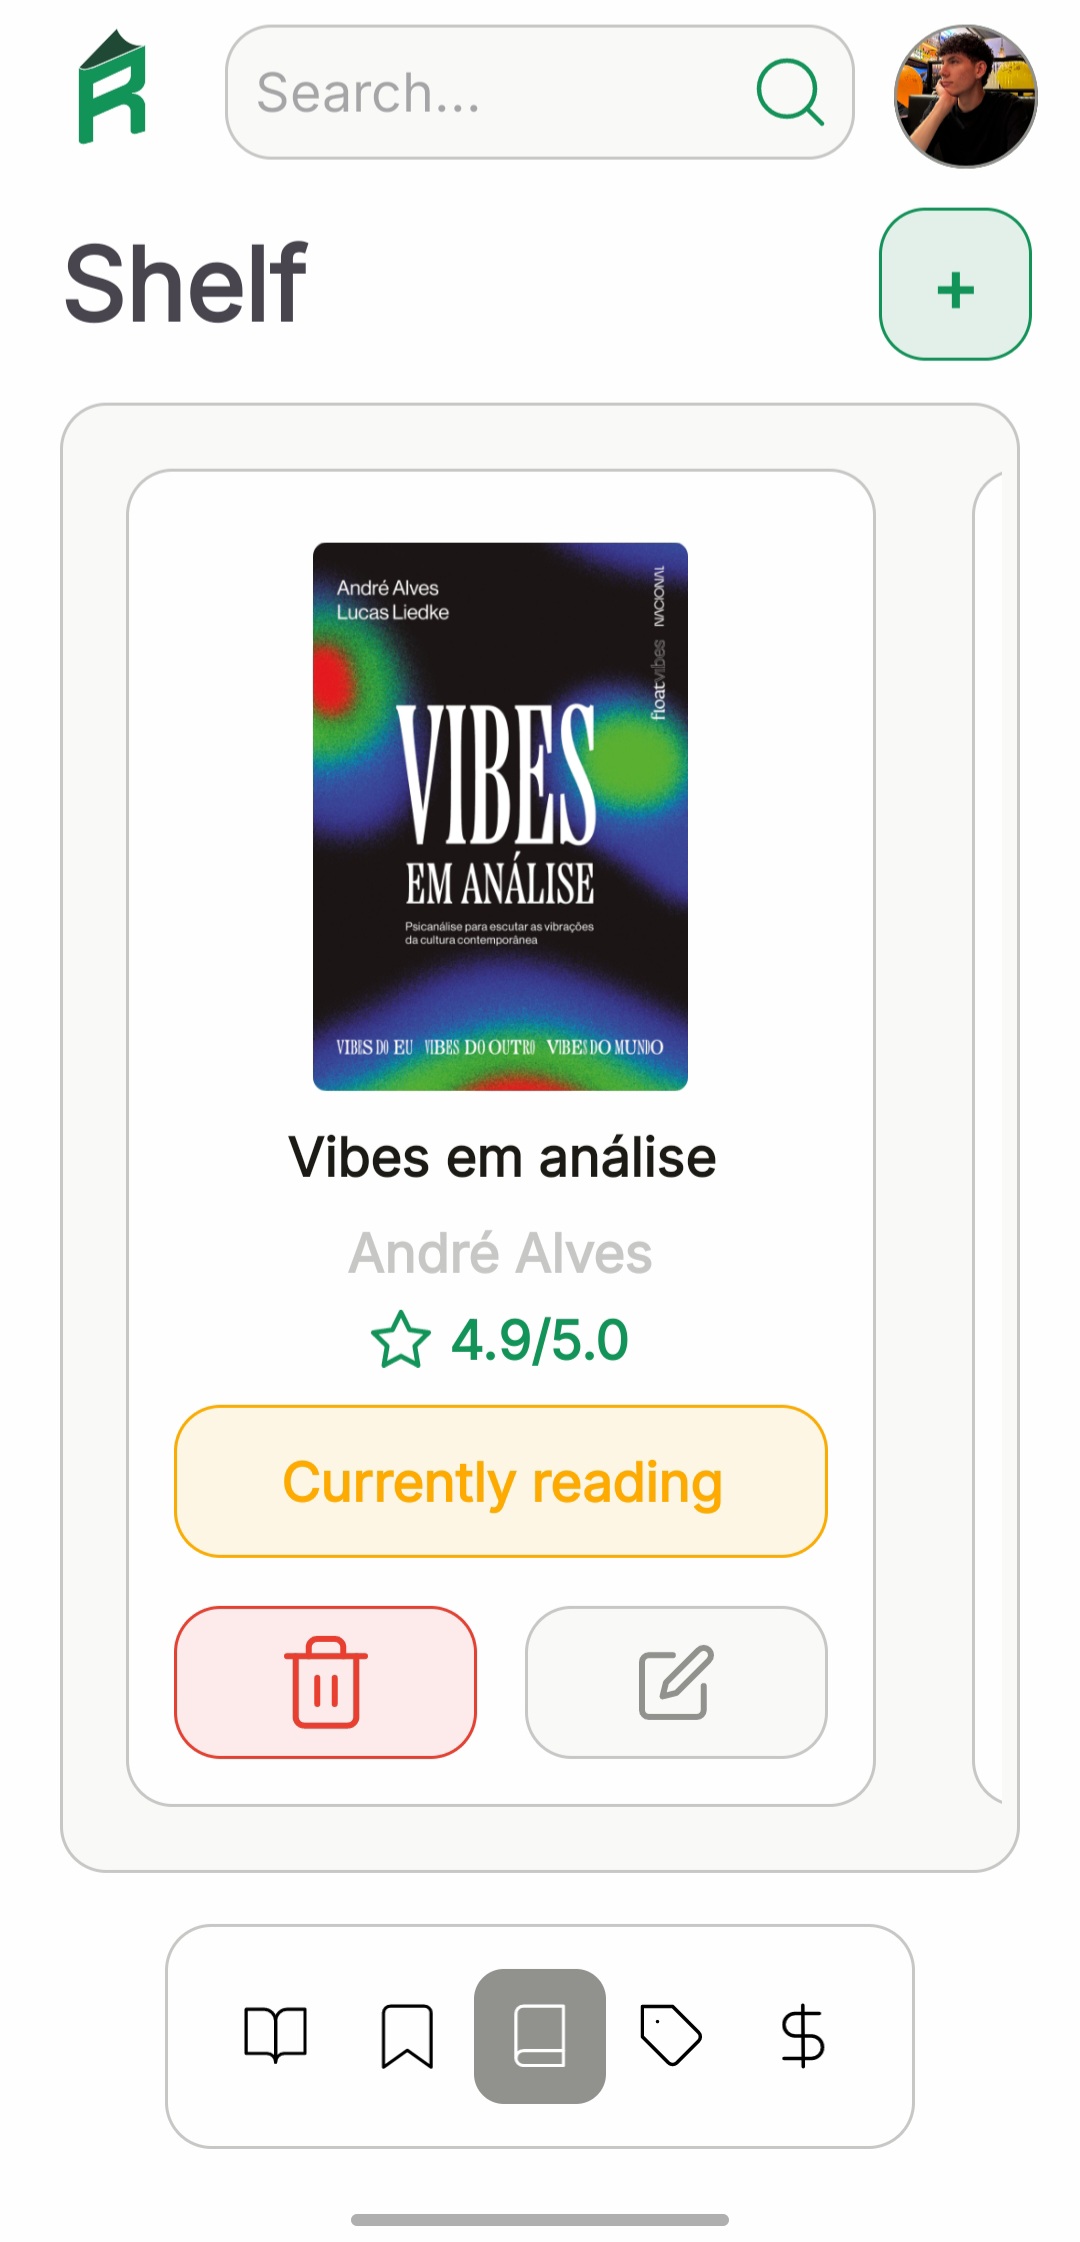 Search...
Shelf
+
André Alves
Lucas Liedke
floatvibes NACIONAL
VIBES
EM ANÁLISE
Psicanálise para escutar as vibrações
da cultura contemporânea
VIBES DO EU VIBES DO OUTRO VIBES DO MUNDO
Vibes em análise
André Alves
4.9/5.0
Currently reading